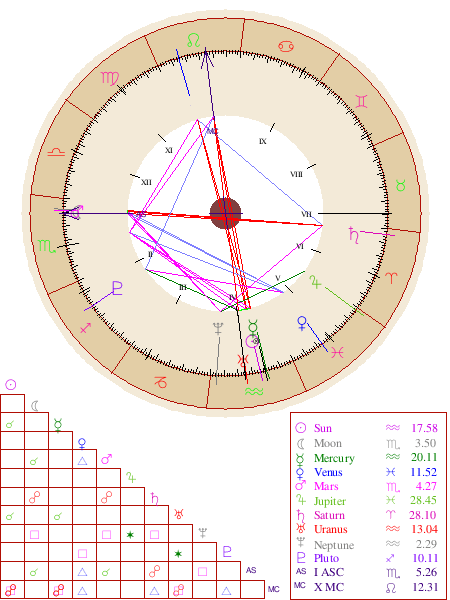 MC
IX
XI
VIII
XII
VII
VI
II
V
III
IV
Sun 17.58
Moon 3.50
Mercury 20.11
Venus 11.52
Mars 4.27
Jupiter 28.45
Saturn 28.10
Uranus 13.04
Neptune 2.29
Pluto 10.11
AS I ASC 5.26
MC X MC 12.31
AS
MC